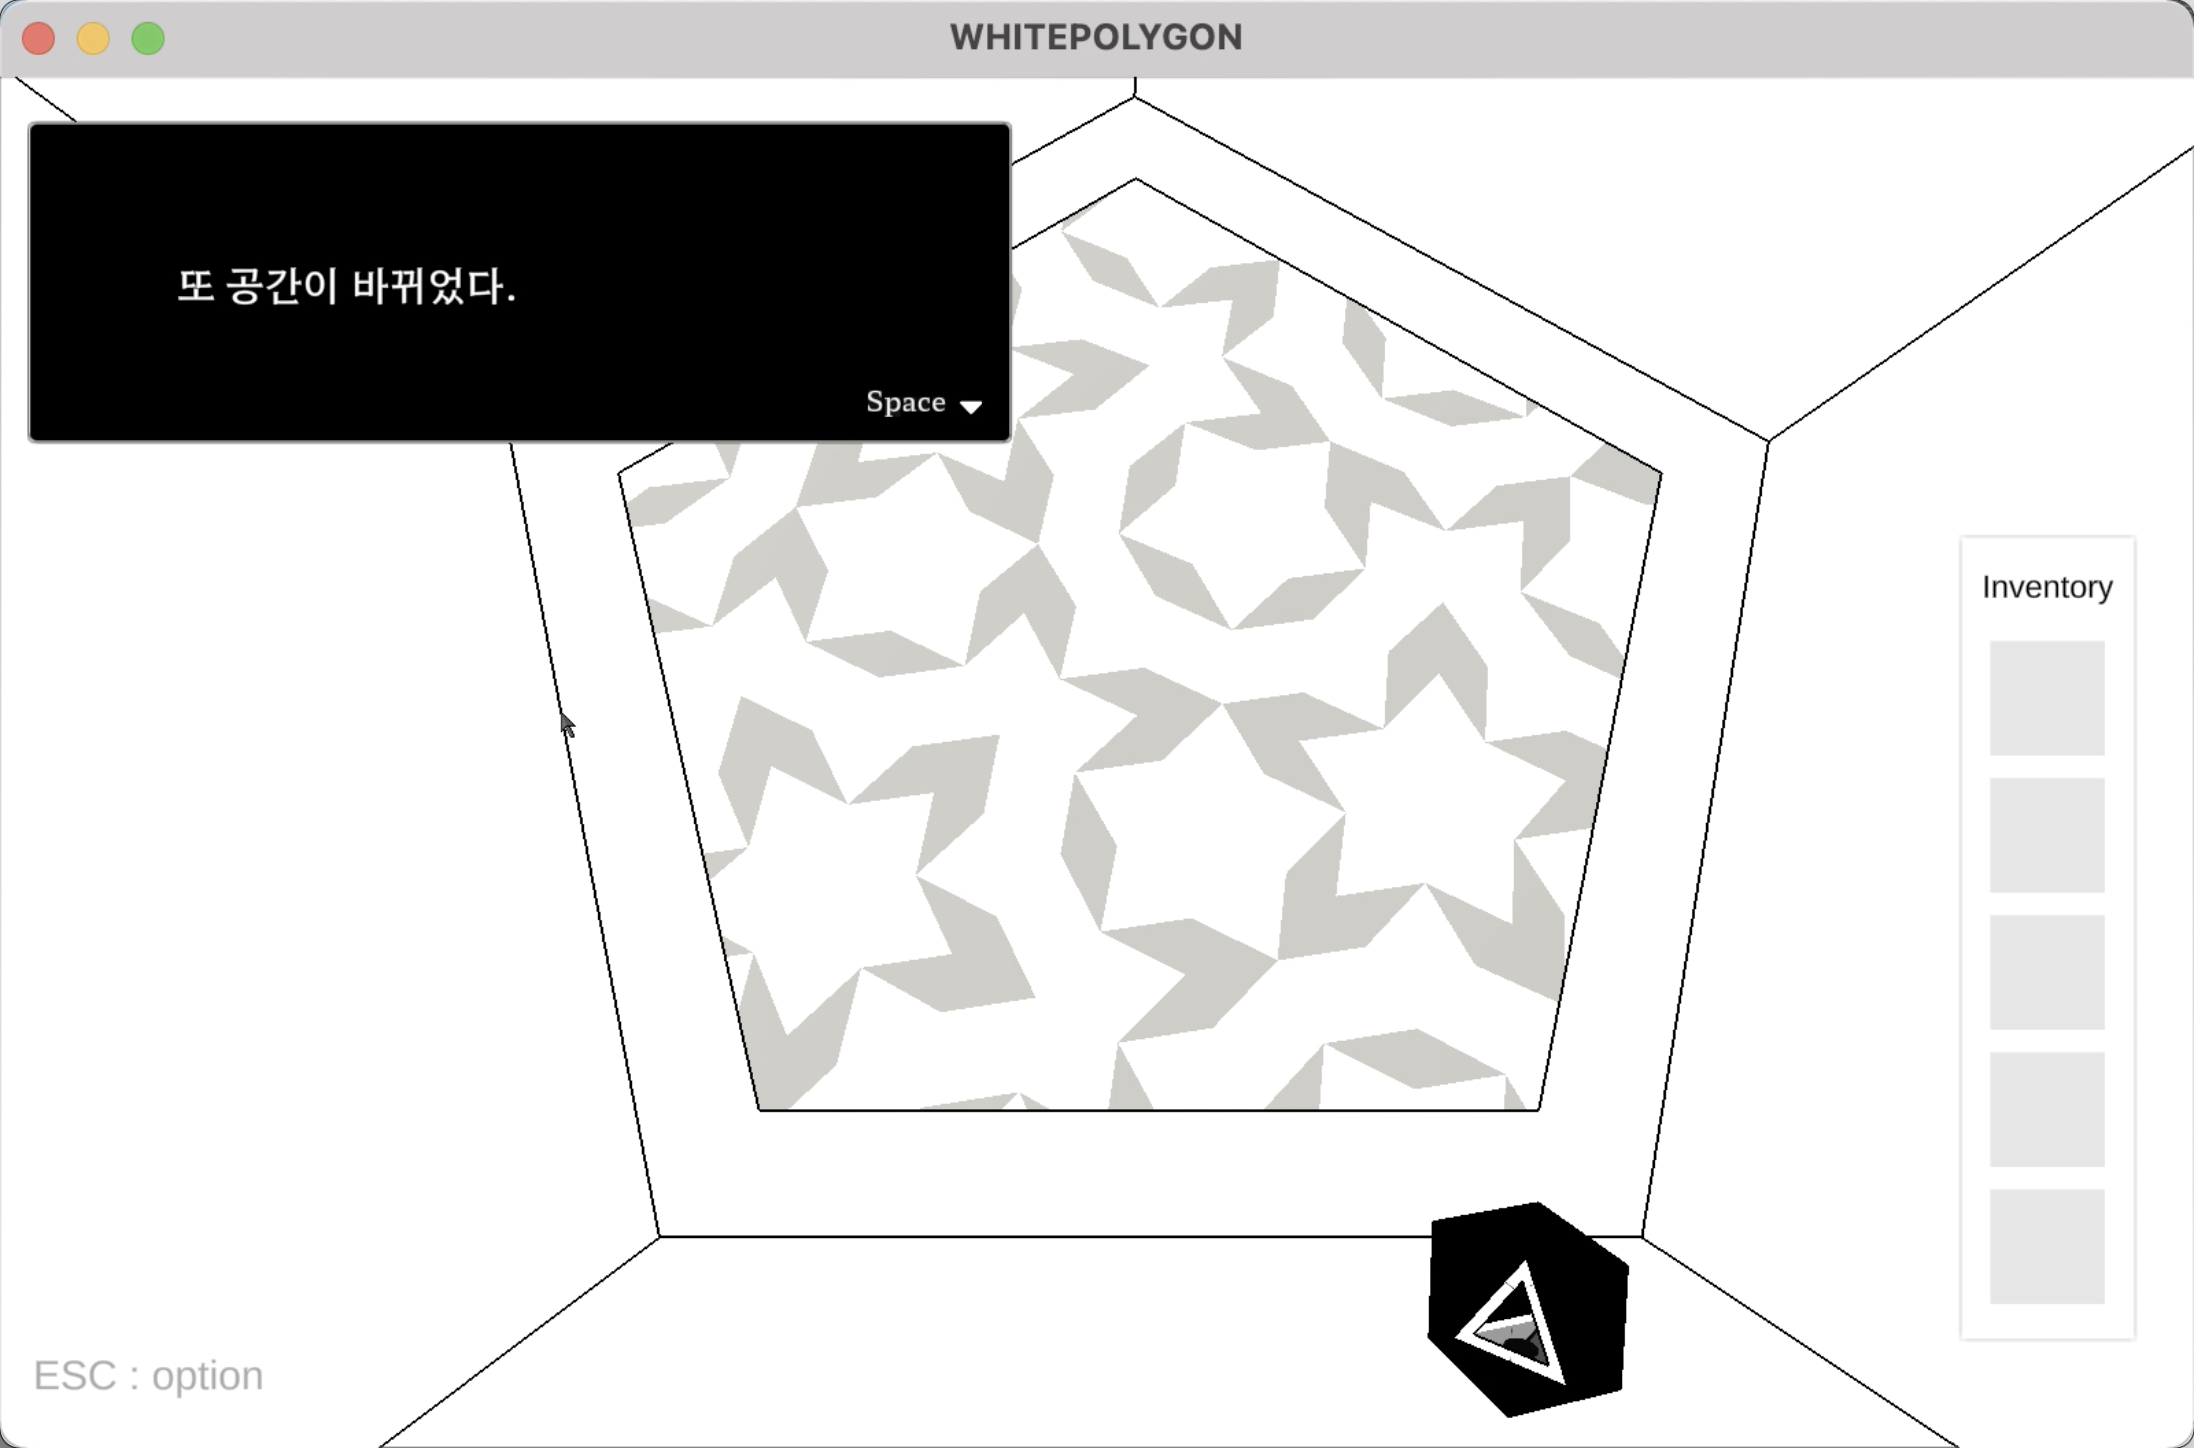 WHITEPOLYGON
또 공간이 바뀌었다.
Space
Inventory
ESC : option